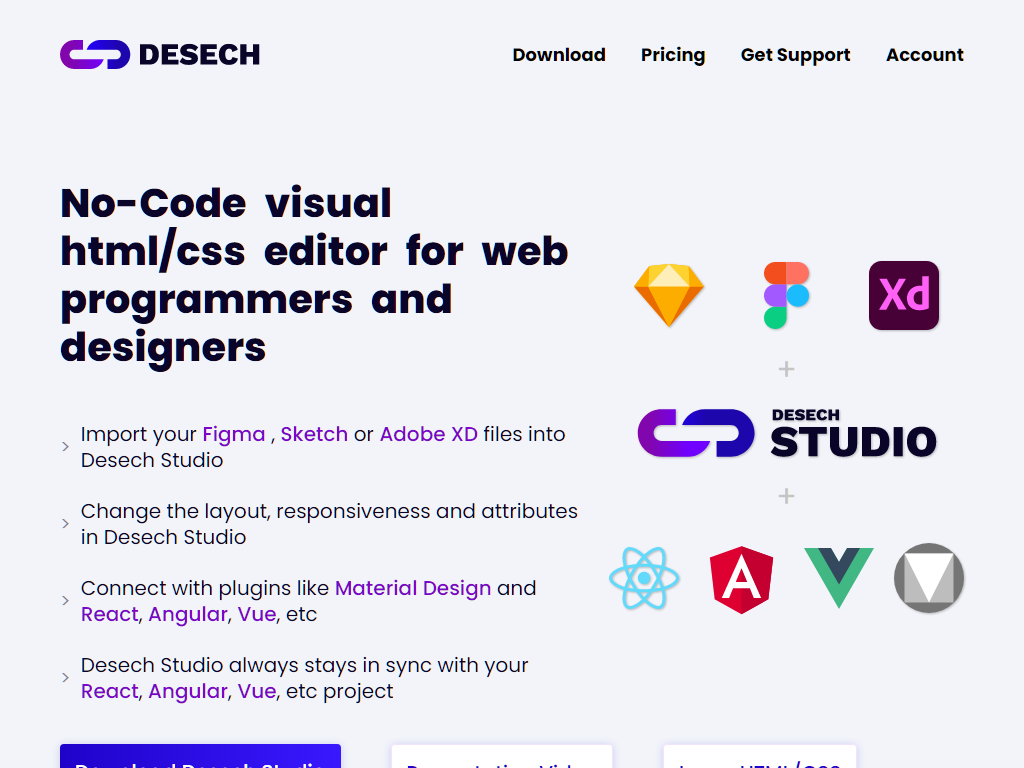 DESECH
Download Pricing Get Support Account
No-Code visual
html/css editor for web
programmers and
designers
Xd
+
DESECH
STUDIO
+
> Import your Figma , Sketch or Adobe XD files into
Desech Studio
> Change the layout, responsiveness and attributes
in Desech Studio
> Connect with plugins like Material Design and
React, Angular, Vue, etc
> Desech Studio always stays in sync with your
React, Angular, Vue, etc project
Download Desech Studio